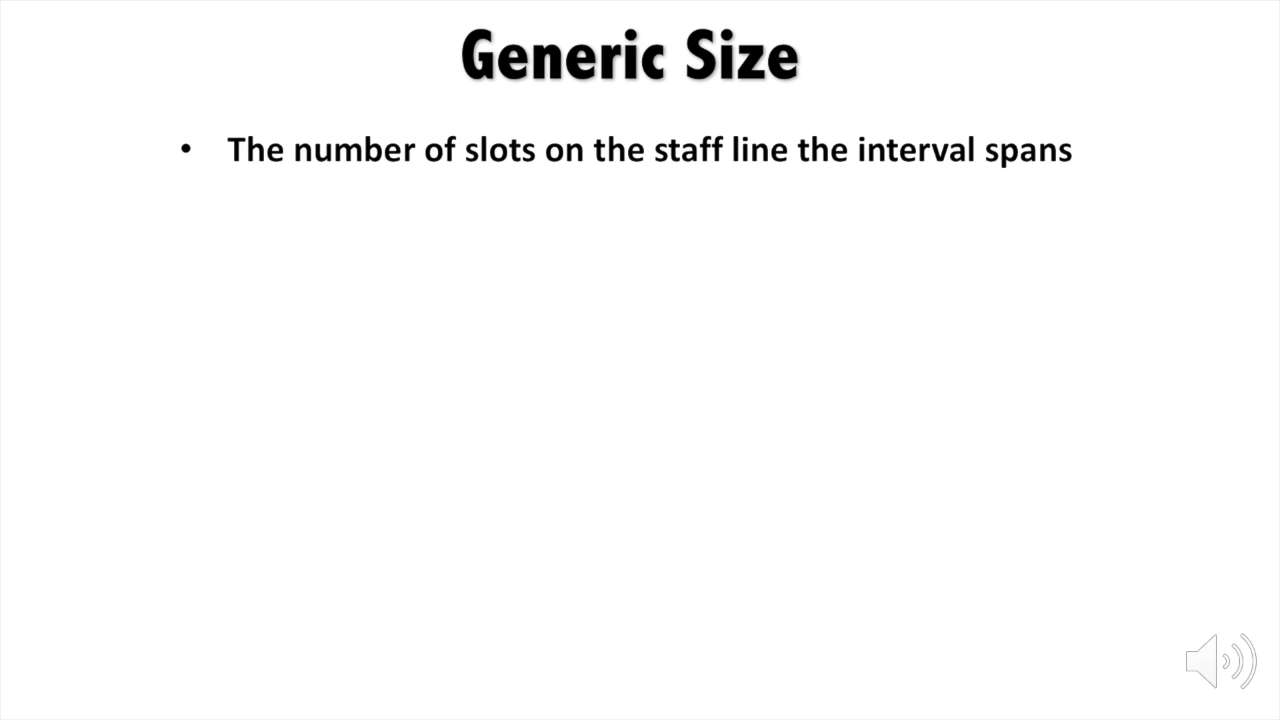 Generic Size
• The number of slots on the staff line the interval spans